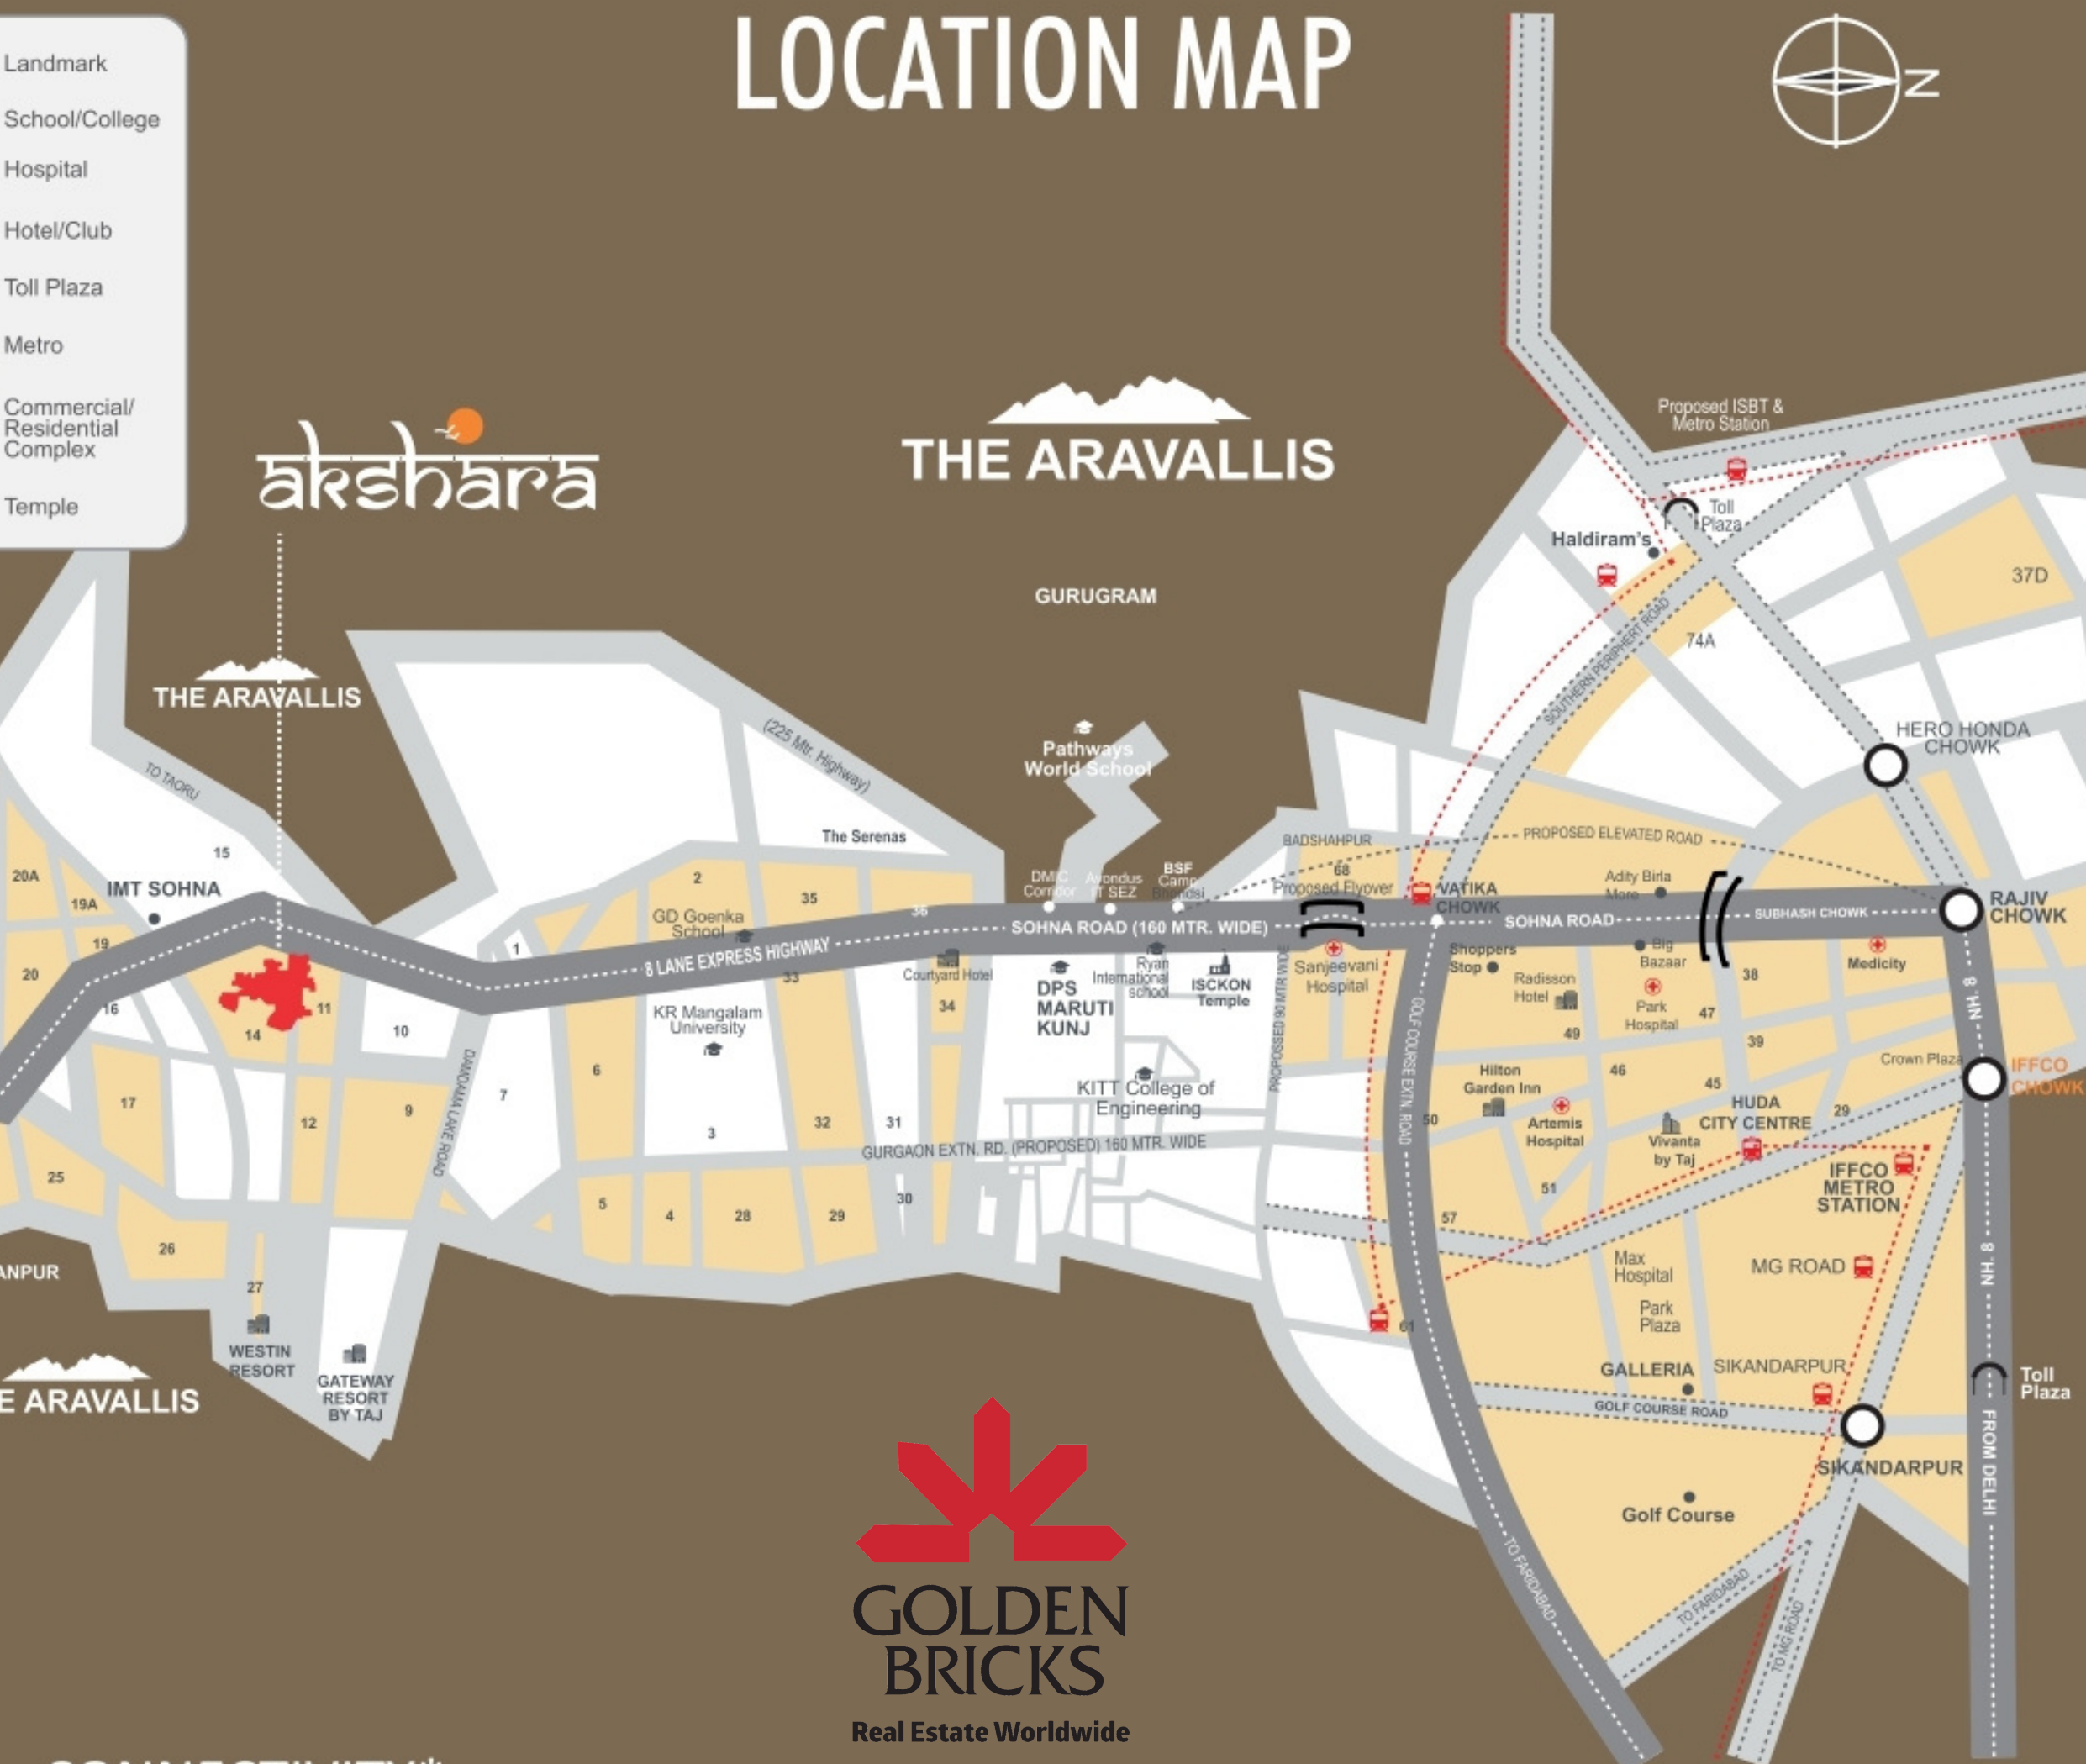 LOCATION MAP
N
Landmark
School/College
Hospital
Hotel/Club
Toll Plaza
Metro
Commercial/
Residential
Complex
Temple
akshara
THE ARAVALLIS
GURUGRAM
THE ARAVALLIS
Proposed ISBT &
Metro Station
Toll
Plaza
Haldiram's
37D
74A
SOUTHERN PERIPHERT ROAD
HERO HONDA
CHOWK
TO TAORU
(225 Mtr. Highway)
Pathways
World School
The Serenas
15
IMT SOHNA
20A
19A
19
20
16
14
11
10
1
2
35
36
GD Goenka
School
8 LANE EXPRESS HIGHWAY
33
DMIC
Corridor
Avondus
IT SEZ
BSF
Camp
Bhondsi
SOHNA ROAD (160 MTR. WIDE)
BADSHAHPUR
68
Proposed Flyover
PROPOSED ELEVATED ROAD
VATIKA
CHOWK
Adity Birla
More
SOHNA ROAD
SUBHASH CHOWK
RAJIV
CHOWK
Courtyard Hotel
34
DPS
MARUTI
KUNJ
Ryan
International
school
ISCKON
Temple
PROPOSSED 90 MTR WIDE
Sanjeevani
Hospital
Shoppers
Stop
Big
Bazaar
Radisson
Hotel
Park
Hospital
38
47
Medicity
NH 8
49
39
46
45
Crown Plaza
IFFCO
CHOWK
KR Mangalam
University
KITT College of
Engineering
GOLF COURSE EXTN. ROAD
Hilton
Garden Inn
HUDA
CITY CENTRE
29
50
Artemis
Hospital
Vivanta
by Taj
IFFCO
METRO
STATION
17
12
9
DAMDAMA LAKE ROAD
7
6
3
32
31
GURGAON EXTN. RD. (PROPOSED) 160 MTR. WIDE
25
5
4
28
29
30
51
57
26
27
ANPUR
Max
Hospital
MG ROAD
NH. 8
Park
Plaza
61
WESTIN
RESORT
GATEWAY
RESORT
BY TAJ
E ARAVALLIS
GALLERIA
SIKANDARPUR
Toll
Plaza
GOLF COURSE ROAD
SIKANDARPUR
FROM DELHI
Golf Course
TO FARIDABAD
TO FARIDABAD
TO MG ROAD
GOLDEN
BRICKS
Real Estate Worldwide